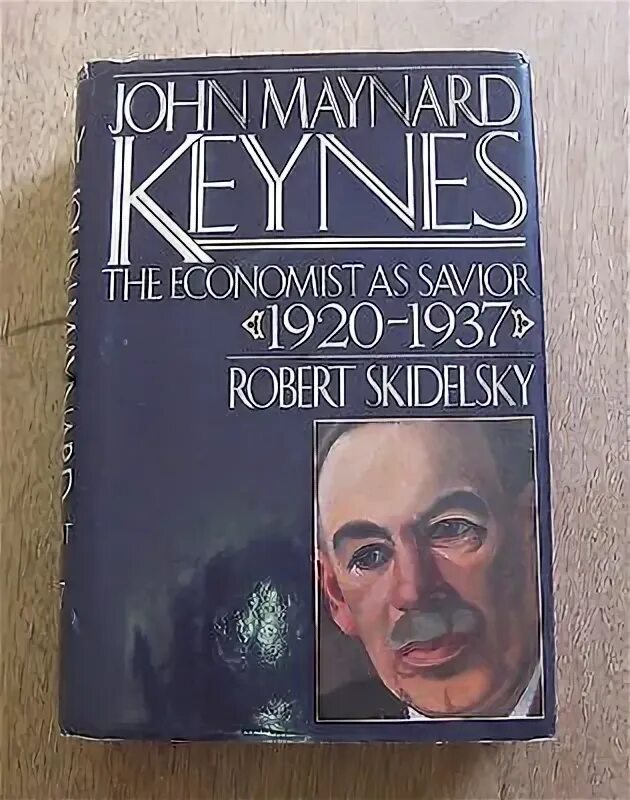 JOHN MAYNARD
KEYNES
THE ECONOMIST AS SAVIOR
1920-1937
ROBERT SKIDELSKY